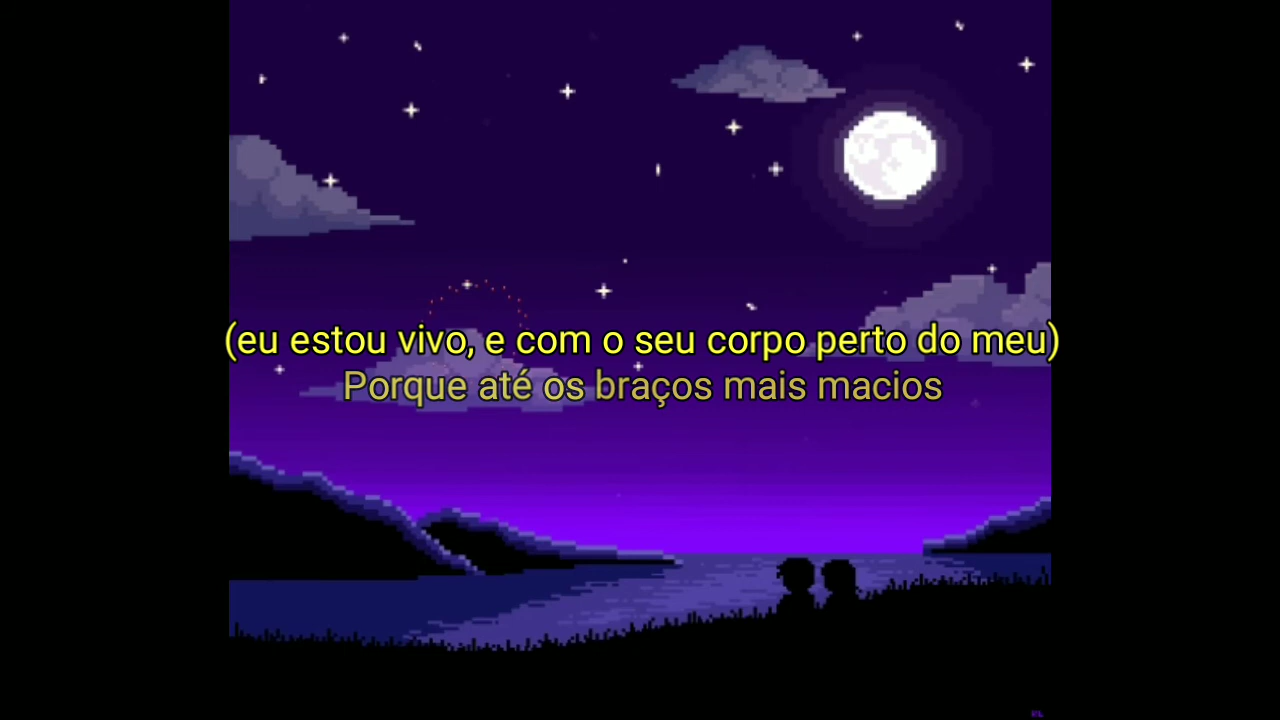 (eu estou vivo, e com o seu corpo perto do meu)
Porque até os braços mais macios